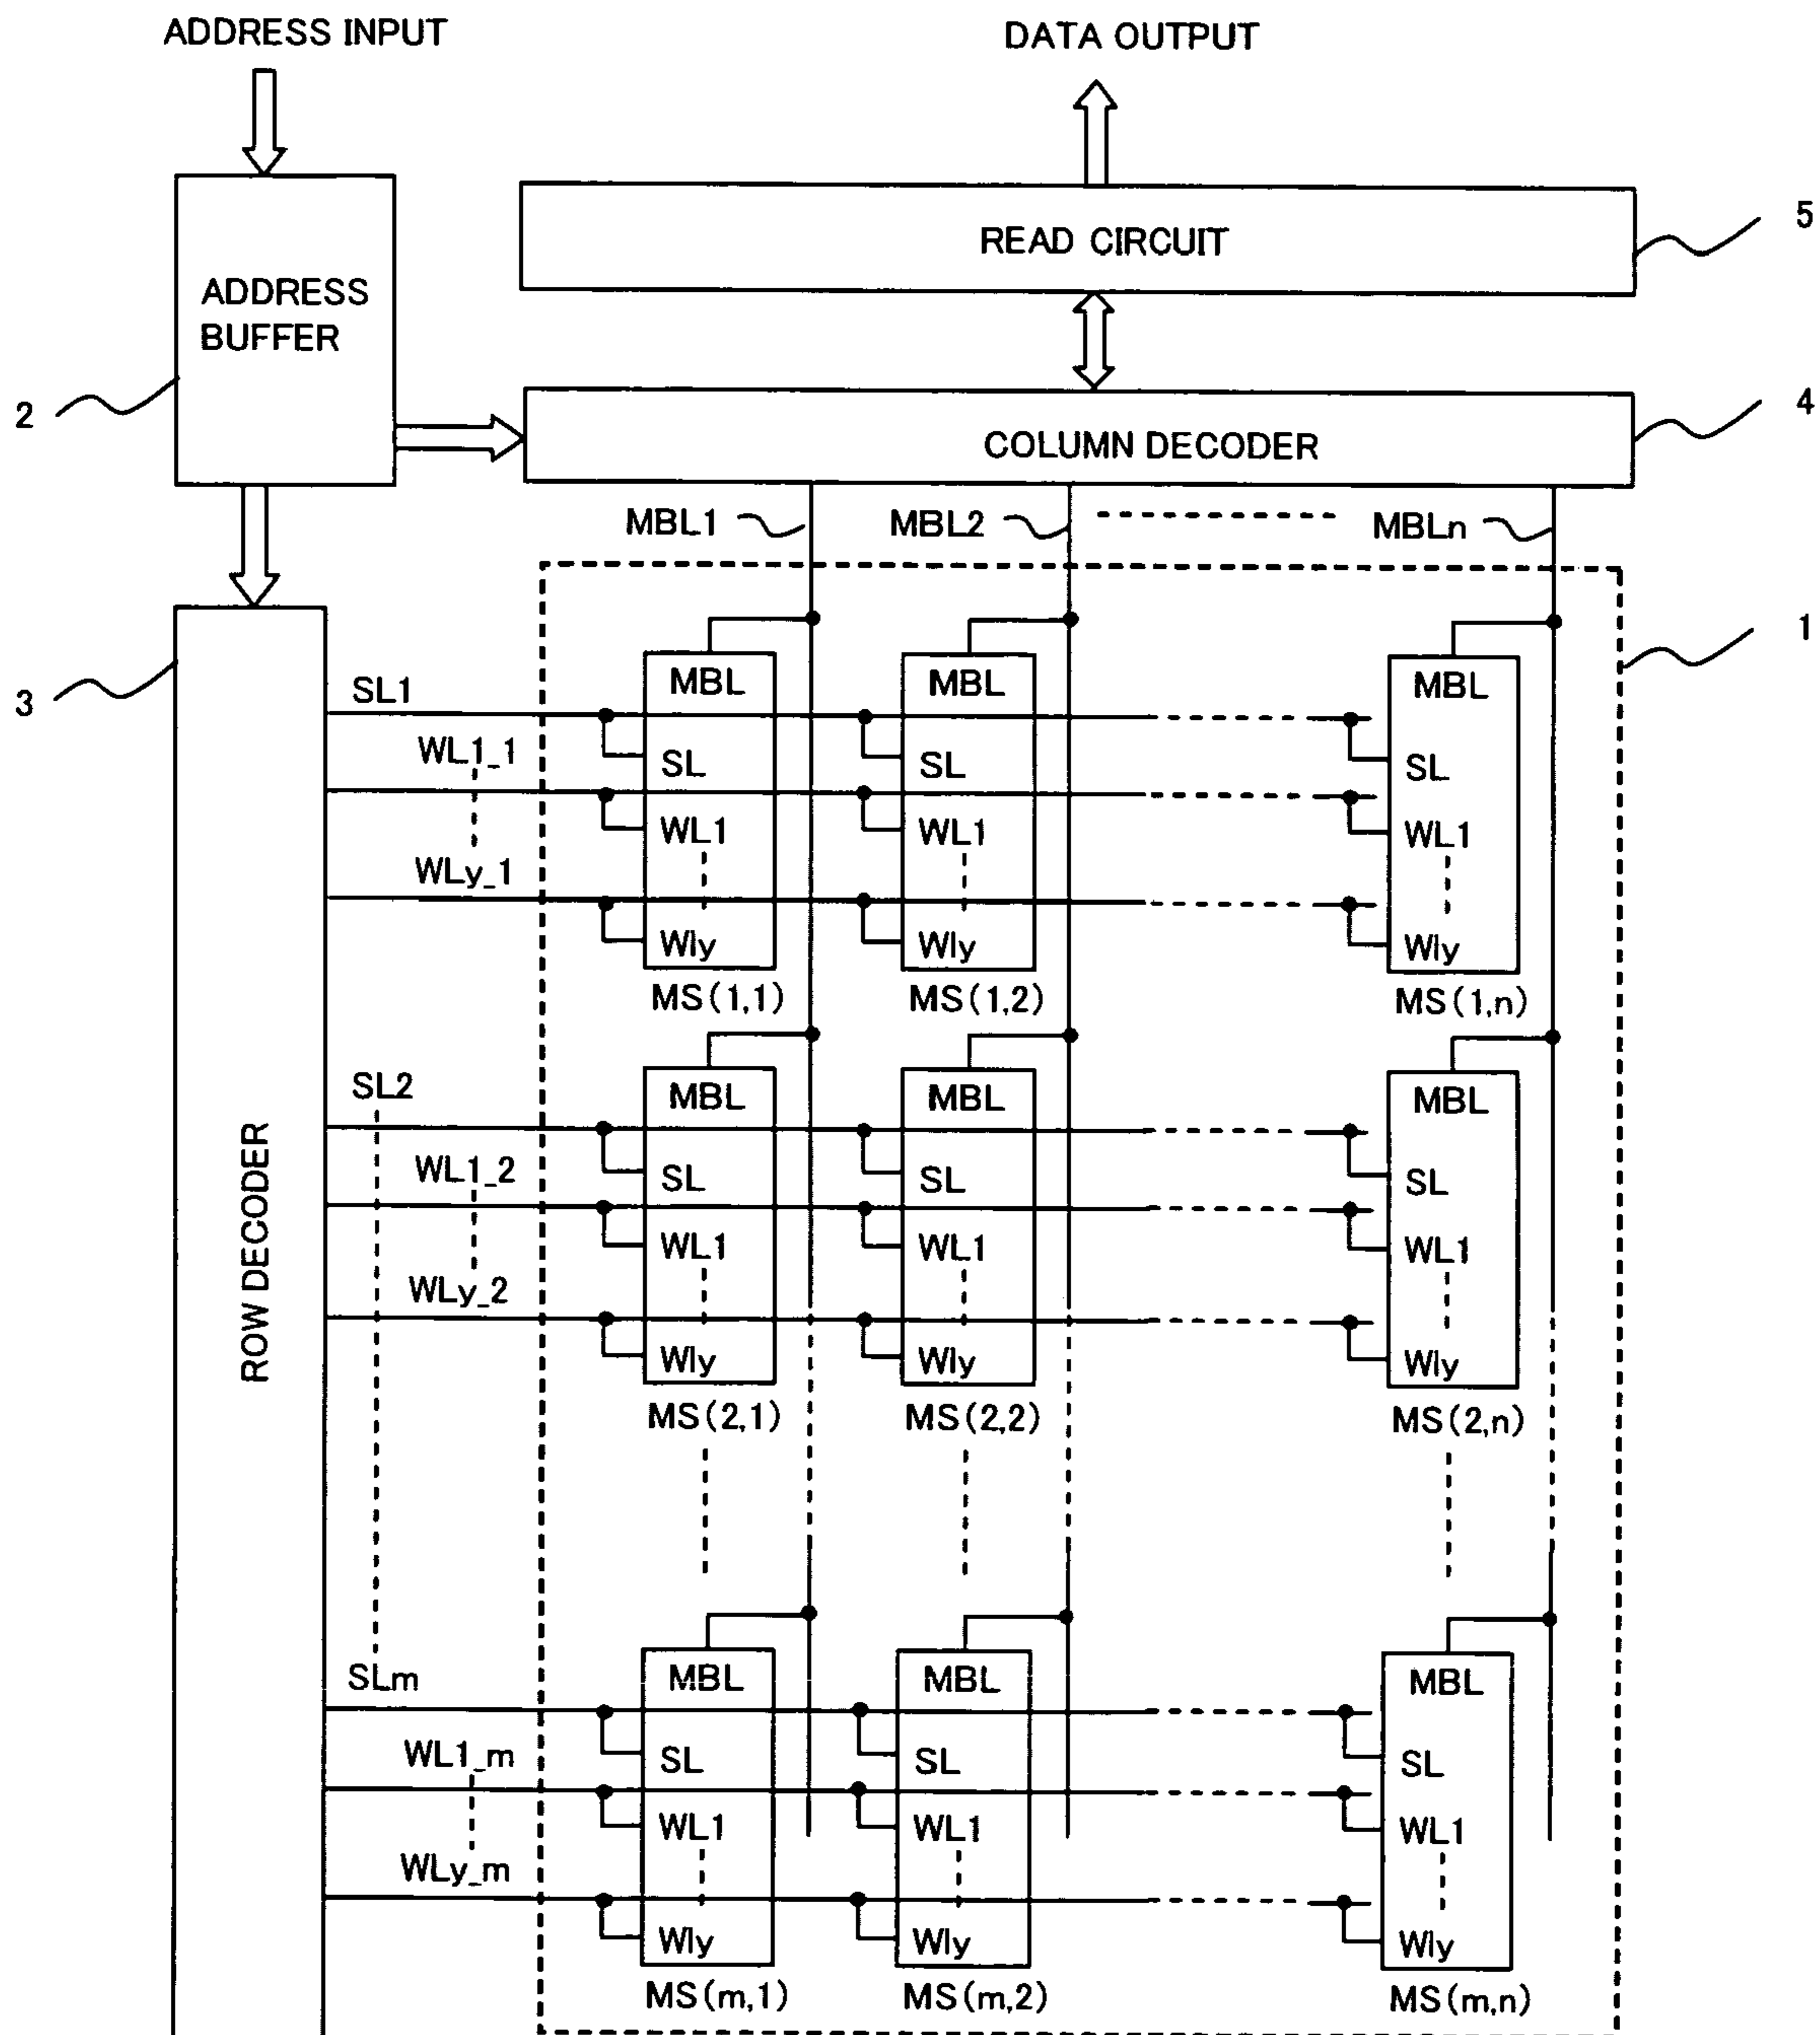 ADDRESS INPUT
DATA OUTPUT
5
READ CIRCUIT
ADDRESS
BUFFER
2
4
COLUMN DECODER
MBL1
MBL2
MBLn
1
3
ROW DECODER
SL1
MBL
MBL
MBL
WL1_1
SL
SL
SL
WL1
WL1
WL1
WLy_1
Wly
Wly
Wly
MS(1,1)
MS(1,2)
MS(1,n)
SL2
MBL
MBL
MBL
WL1_2
SL
SL
SL
WL1
WL1
WL1
WLy_2
Wly
Wly
Wly
MS(2,1)
MS(2,2)
MS(2,n)
SLm
MBL
MBL
MBL
WL1_m
SL
SL
SL
WL1
WL1
WL1
WLy_m
Wly
Wly
Wly
MS(m,1)
MS(m,2)
MS(m,n)